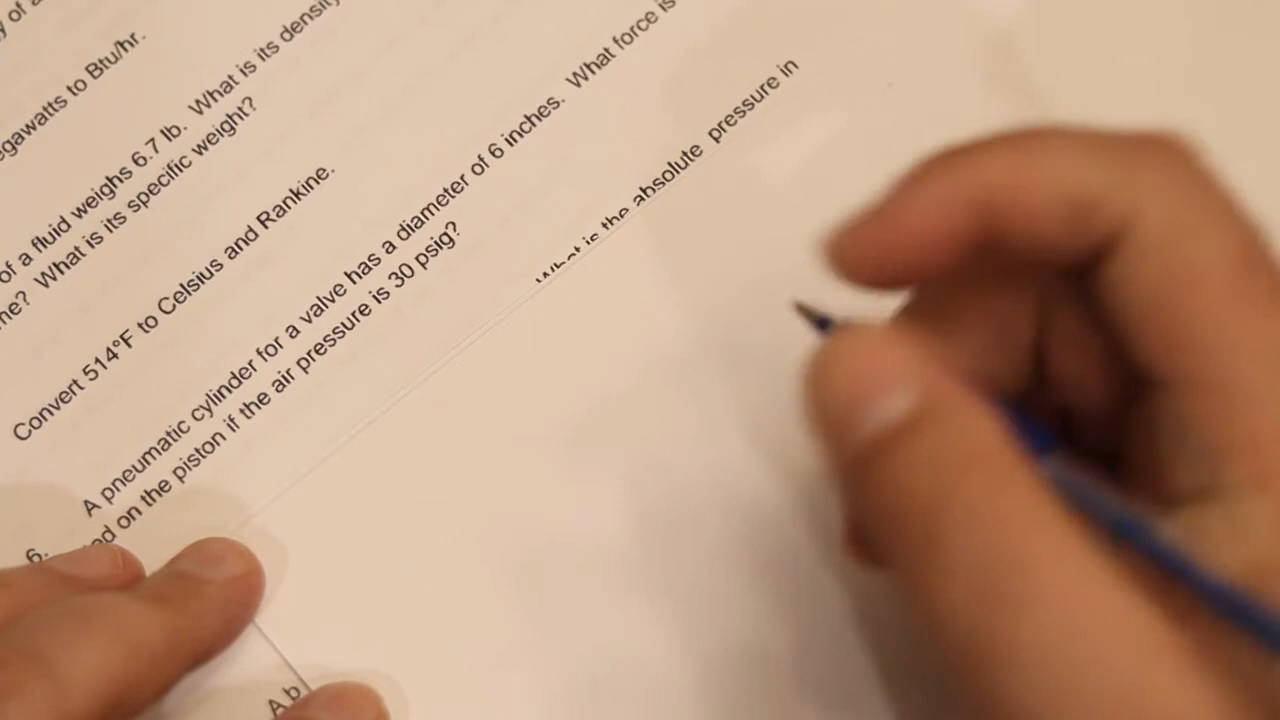 of a
egawatts to Btu/hr.
of a fluid weighs 6.7 lb. What is its density
me? What is its specific weight?
Convert 514°F to Celsius and Rankine.
6. A pneumatic cylinder for a valve has a diameter of 6 inches. What force is
ed on the piston if the air pressure is 30 psig?
What is the absolute pressure in
A b